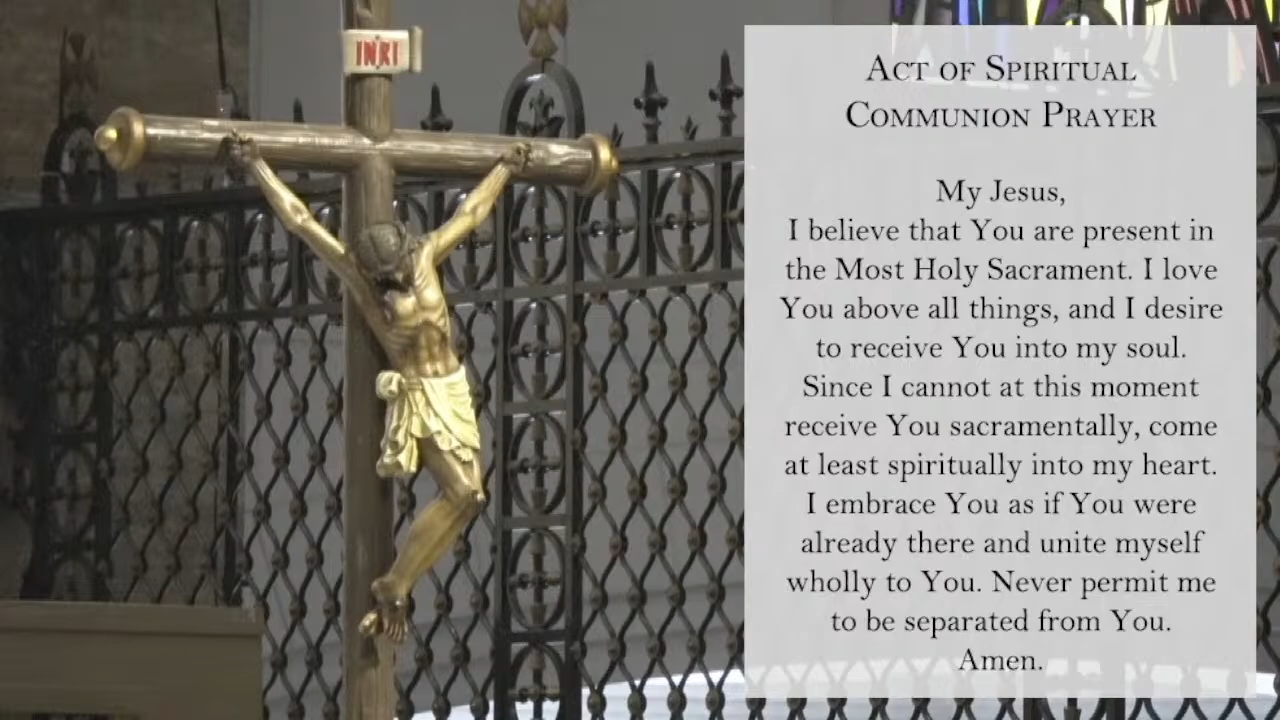 INRI
ACT OF SPIRITUAL
COMMUNION PRAYER
My Jesus,
I believe that You are present in
the Most Holy Sacrament. I love
You above all things, and I desire
to receive You into my soul.
Since I cannot at this moment
receive You sacramentally, come
at least spiritually into my heart.
I embrace You as if You were
already there and unite myself
wholly to You. Never permit me
to be separated from You.
Amen.